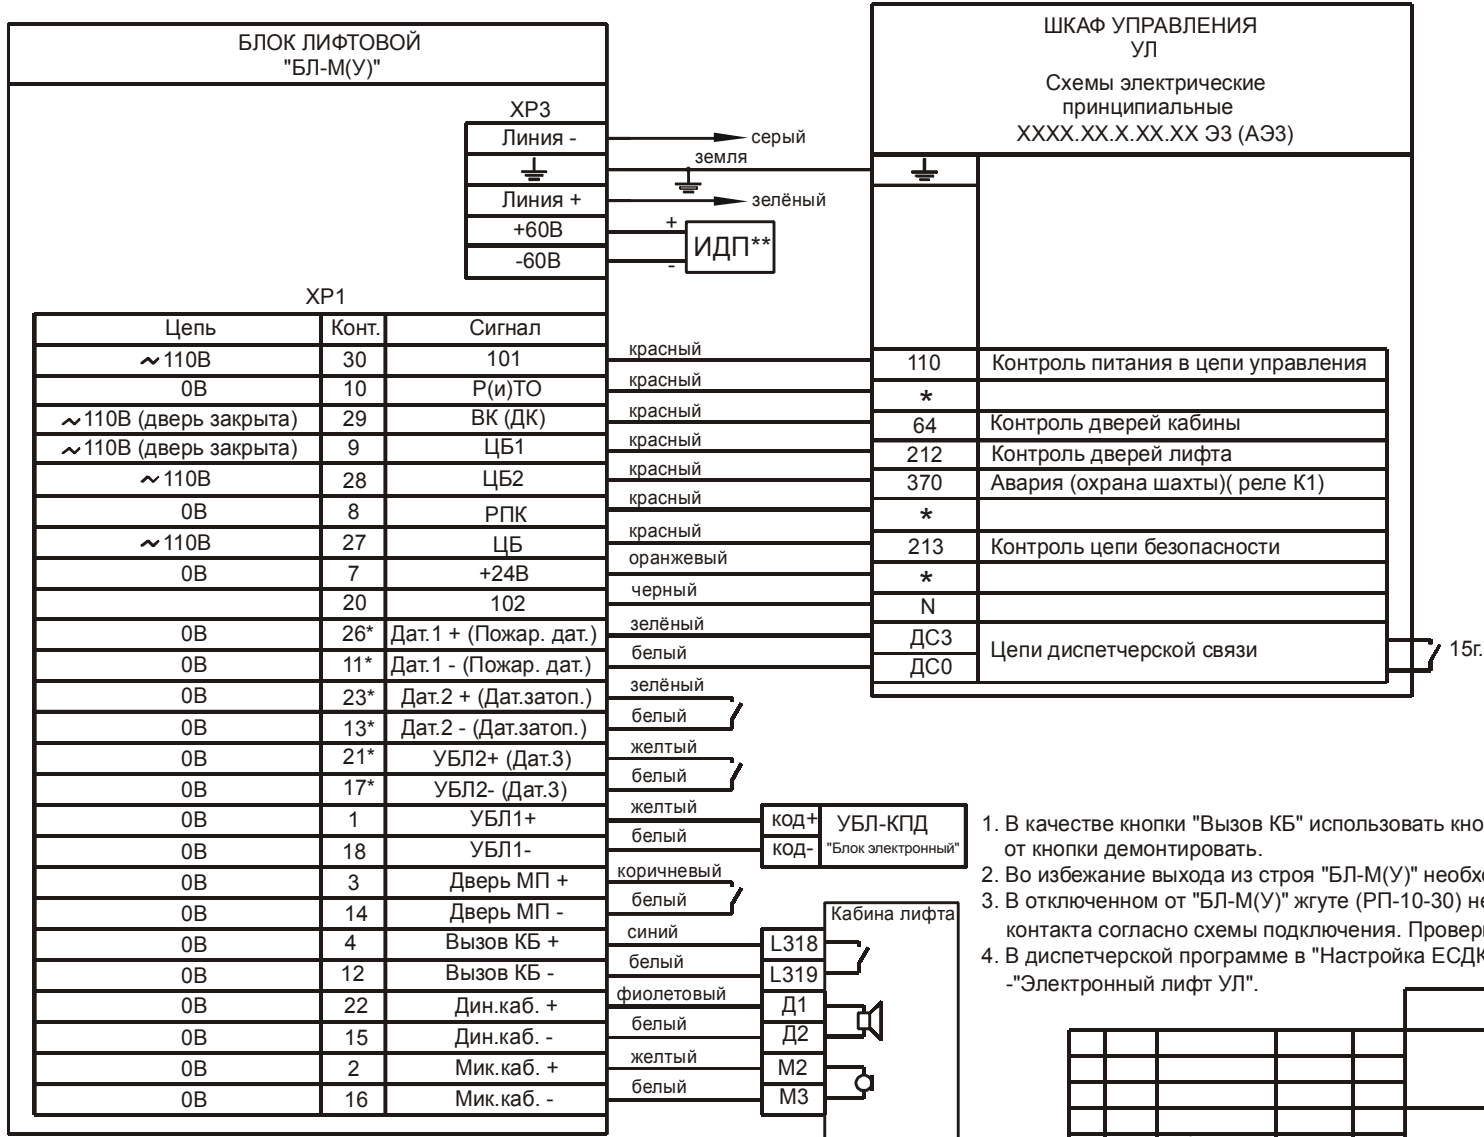 БЛОК ЛИФТОВОЙ
"БЛ-М(У)"
ХР3
Линия -
Линия +
+60В
-60В
серый
земля
зелёный
+
-
ИДП**
ШКАФ УПРАВЛЕНИЯ
УЛ
Схемы электрические
принципиальные
ХХХХ.ХХ.Х.ХХ.ХХ ЭЗ (АЭЗ)
ХР1
Цепь Конт. Сигнал
~110В 30 101 красный
0В 10 Р(и)ТО красный
~110В (дверь закрыта) 29 ВК (ДК) красный
~110В (дверь закрыта) 9 ЦБ1 красный
~110В 28 ЦБ2 красный
0В 8 РПК красный
~110В 27 ЦБ красный
0В 7 +24В оранжевый
20 102 черный
0В 26* Дат.1 + (Пожар. дат.) зелёный
0В 11* Дат.1 - (Пожар. дат.) белый
0В 23* Дат.2 + (Дат.затоп.) зелёный
0В 13* Дат.2 - (Дат.затоп.) белый
0В 21* УБЛ2+ (Дат.3) желтый
0В 17* УБЛ2- (Дат.3) белый
0В 1 УБЛ1+ желтый
0В 18 УБЛ1- белый
0В 3 Дверь МП + коричневый
0В 14 Дверь МП - белый
0В 4 Вызов КБ + синий
0В 12 Вызов КБ - белый
0В 22 Дин.каб. + фиолетовый
0В 15 Дин.каб. - белый
0В 2 Мик.каб. + желтый
0В 16 Мик.каб. - белый
110 Контроль питания в цепи управления
*
64 Контроль дверей кабины
212 Контроль дверей лифта
370 Авария (охрана шахты)( реле К1)
*
213 Контроль цепи безопасности
*
N
ДС3
ДС0
Цепи диспетчерской связи
15г.
код+
код-
УБЛ-КПД
"Блок электронный"
Кабина лифта
L318
L319
Д1
Д2
М2
М3
1. В качестве кнопки "Вызов КБ" использовать кно
от кнопки демонтировать.
2. Во избежание выхода из строя "БЛ-М(У)" необхо
3. В отключенном от "БЛ-М(У)" жгуте (РП-10-30) не
контакта согласно схемы подключения. Провери
4. В диспетчерской программе в "Настройка ЕСДК
-"Электронный лифт УЛ".